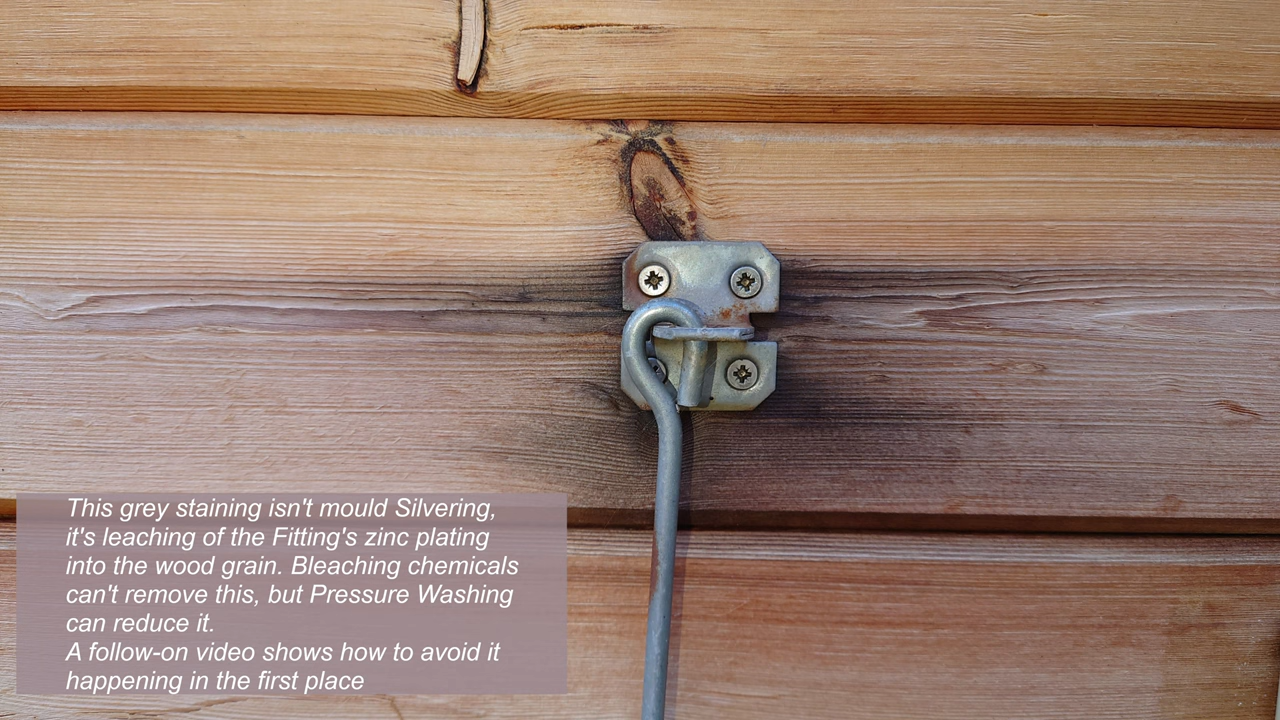 This grey staining isn't mould Silvering,
it's leaching of the Fitting's zinc plating
into the wood grain. Bleaching chemicals
can't remove this, but Pressure Washing
can reduce it.
A follow-on video shows how to avoid it
happening in the first place